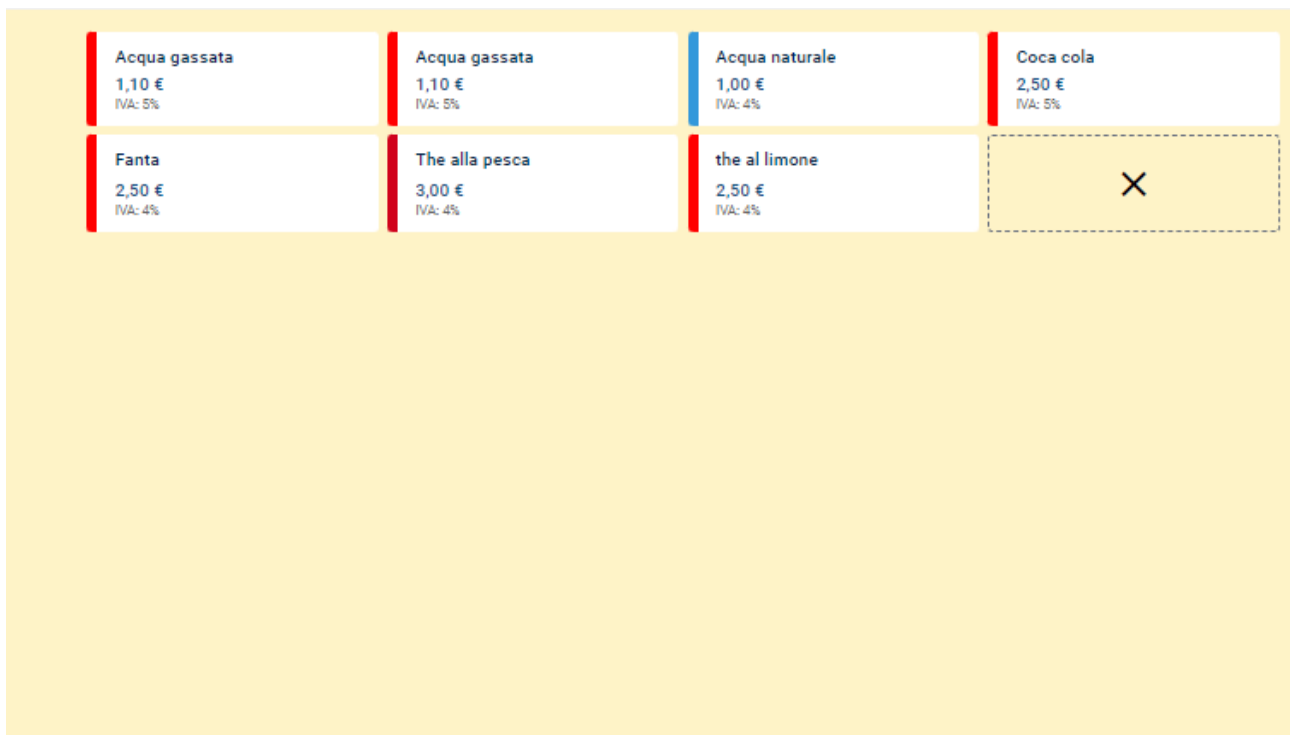 Acqua gassata
1,10 €
IVA: 5%
Acqua gassata
1,10 €
IVA: 5%
Acqua naturale
1,00 €
IVA: 4%
Coca cola
2,50 €
IVA: 5%
Fanta
2,50 €
IVA: 4%
The alla pesca
3,00 €
IVA: 4%
the al limone
2,50 €
IVA: 4%